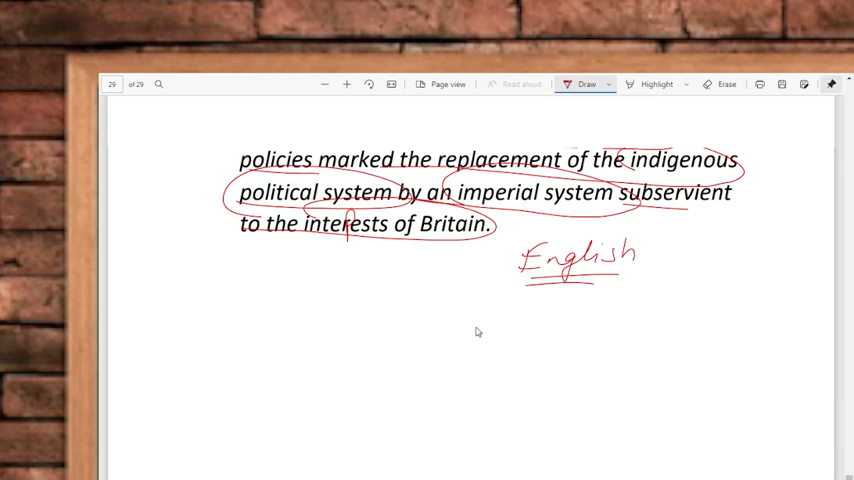 29 of 29 Page view Read aloud Draw Highlight Erase
policies marked the replacement of the indigenous
political system by an imperial system subservient
to the interests of Britain.
English